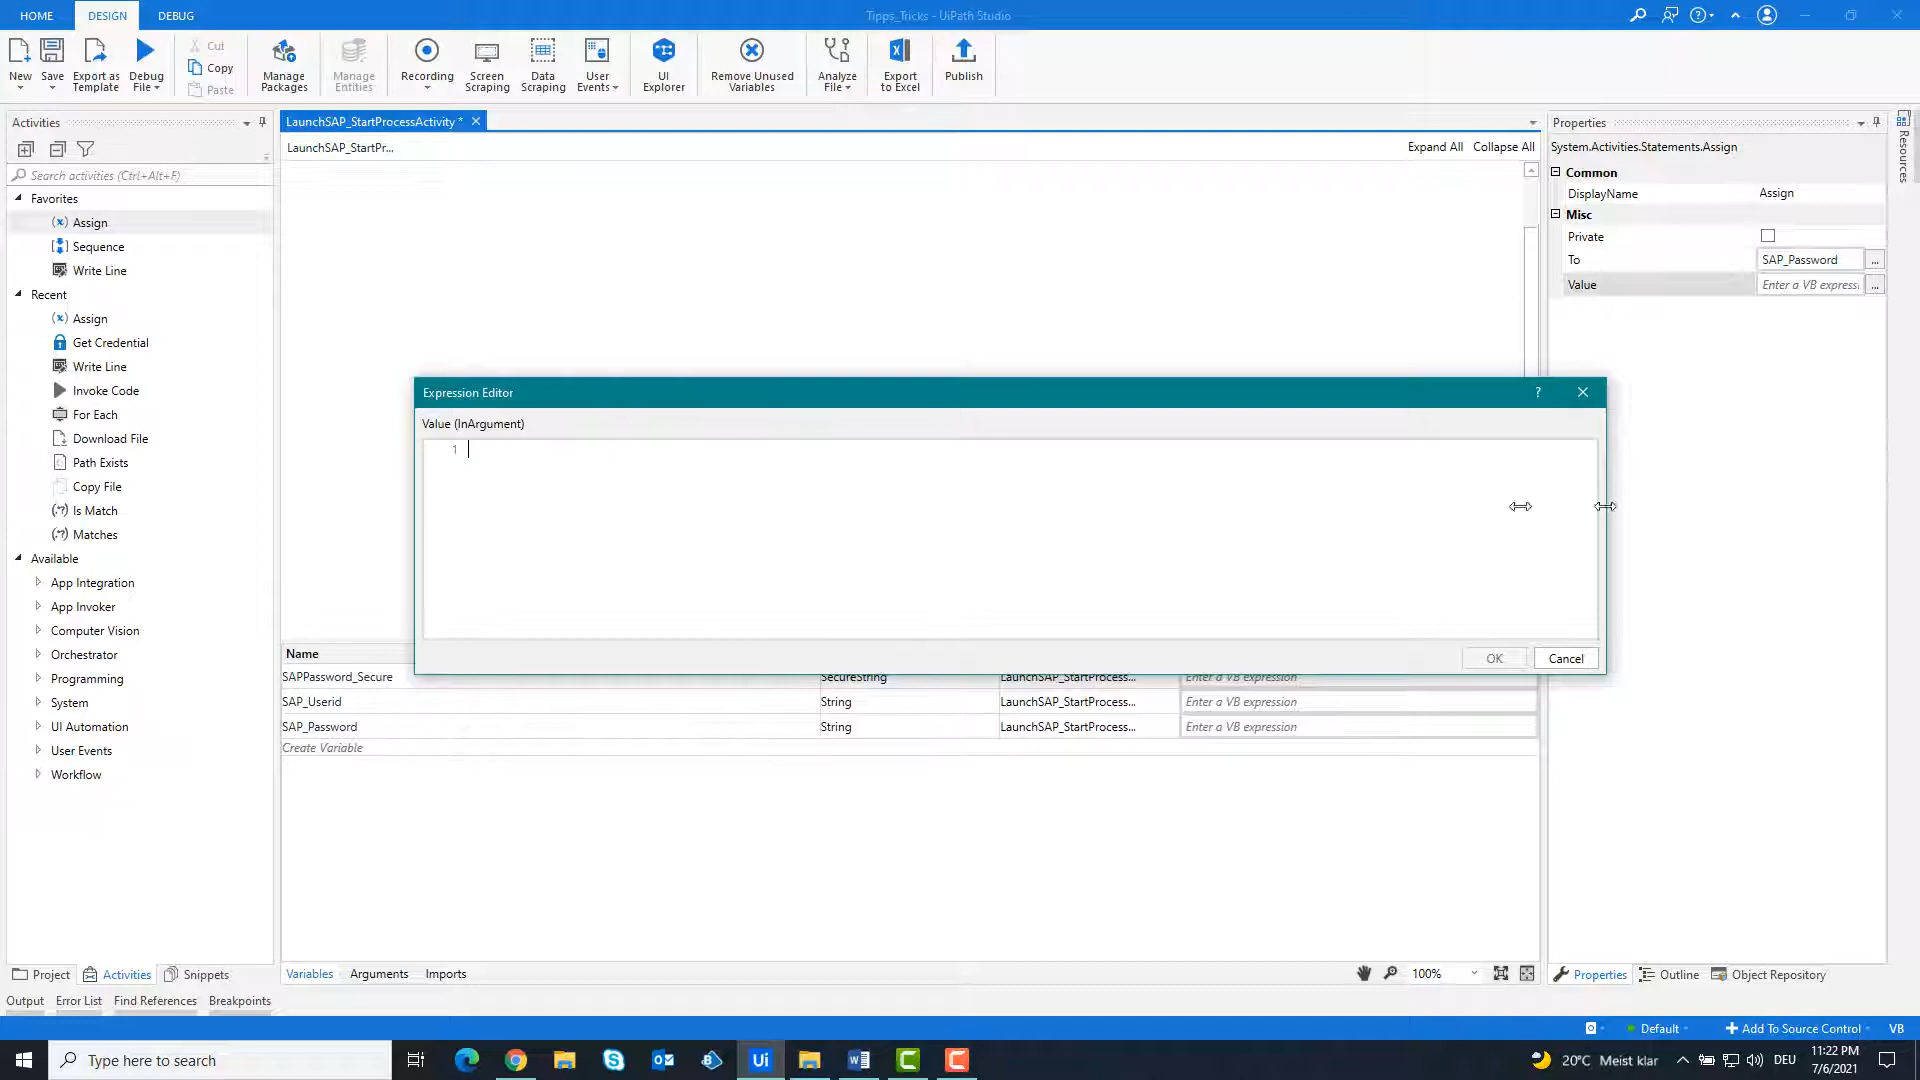 HOME DESIGN DEBUG
Tipps_Tricks - UiPath Studio
New
Save
Export as Template
Debug File
Cut
Copy
Paste
Manage Packages
Manage Entities
Recording
Screen Scraping
Data Scraping
User Events
UI Explorer
Remove Unused Variables
Analyze File
Export to Excel
Publish
Activities
Search activities (Ctrl+Alt+F)
Favorites
Assign
Sequence
Write Line
Recent
Assign
Get Credential
Write Line
Invoke Code
For Each
Download File
Path Exists
Copy File
Is Match
Matches
Available
App Integration
App Invoker
Computer Vision
Orchestrator
Programming
System
UI Automation
User Events
Workflow
Project Activities Snippets
LaunchSAP_StartProcessActivity *
LaunchSAP_StartPr...
Expand All Collapse All
Expression Editor ?
Value (InArgument)
1
OK Cancel
Name
SAPPassword_Secure SecureString LaunchSAP_StartProcess... Enter a VB expression
SAP_Userid String LaunchSAP_StartProcess... Enter a VB expression
SAP_Password String LaunchSAP_StartProcess... Enter a VB expression
Create Variable
Variables Arguments Imports 100%
Properties
System.Activities.Statements.Assign
Common
DisplayName Assign
Misc
Private
To SAP_Password ...
Value Enter a VB express ...
Resources
Properties Outline Object Repository
Output Error List Find References Breakpoints
Default Add To Source Control VB
Type here to search
Ui
20°C Meist klar DEU 11:22 PM
7/6/2021